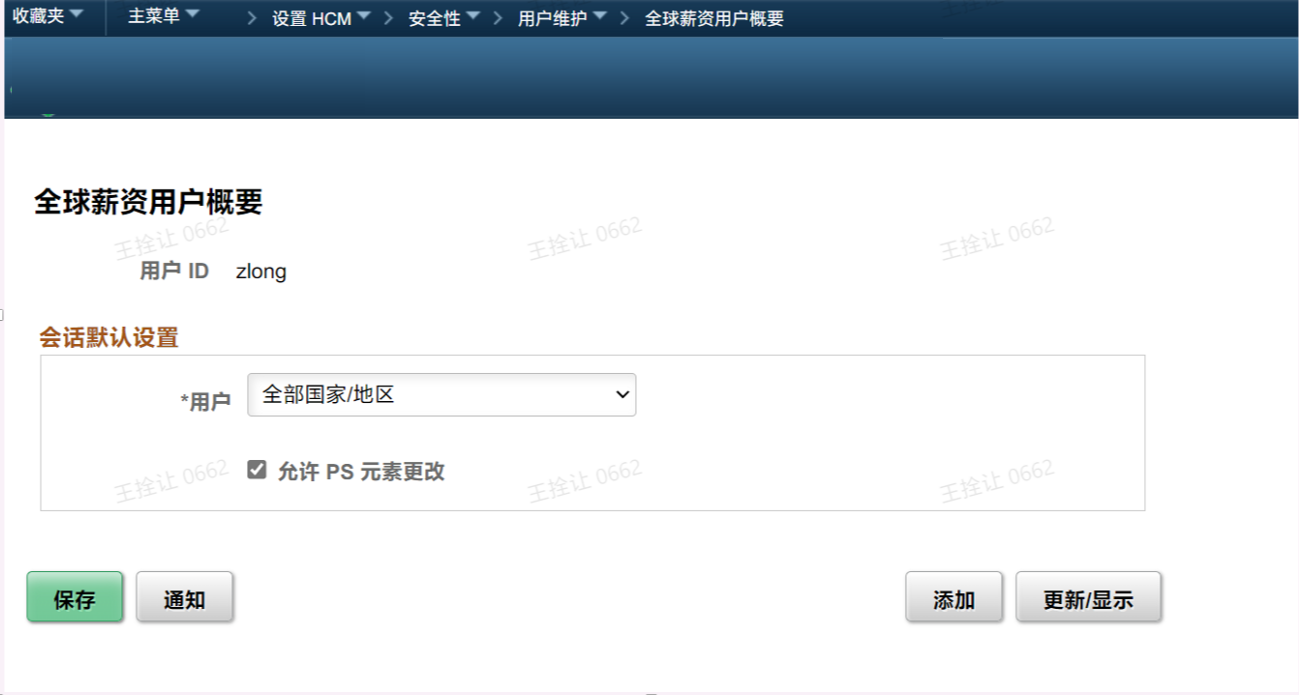 收藏夹 主菜单 > 设置 HCM > 安全性 > 用户维护 > 全球薪资用户概要
全球薪资用户概要
王拴让 0662 王拴让 0662 王拴让 0662
用户 ID zlong
会话默认设置
*用户 全部国家/地区
允许 PS 元素更改
王拴让 0662 王拴让 0662 王拴让 0662
保存 通知 添加 更新/显示